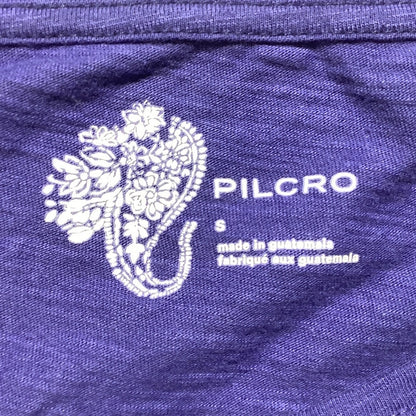 PILCRO
S
made in guatemala
fabriqué aux guatemala